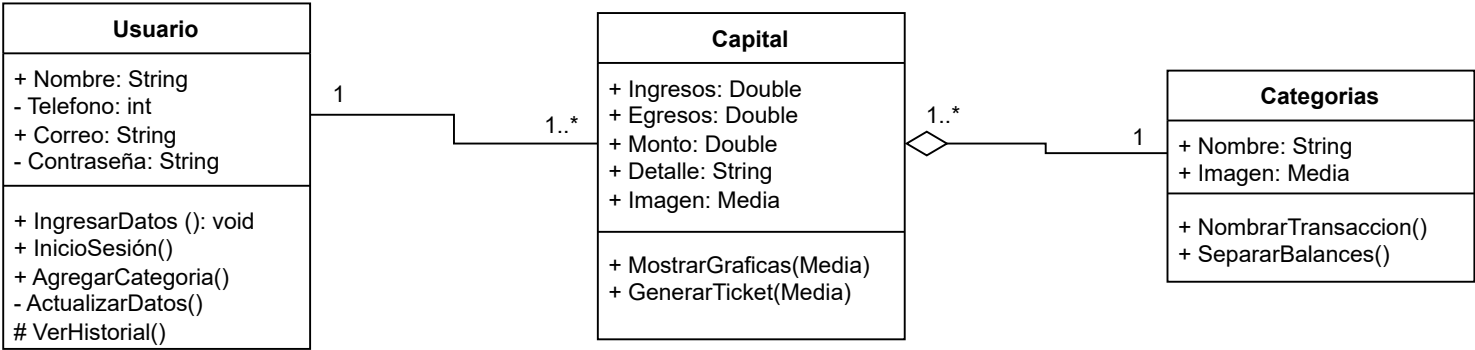 Usuario
+ Nombre: String
- Telefono: int
+ Correo: String
- Contraseña: String
+ IngresarDatos (): void
+ InicioSesión()
+ AgregarCategoria()
- ActualizarDatos()
# VerHistorial()
1
1..*
Capital
+ Ingresos: Double
+ Egresos: Double
+ Monto: Double
+ Detalle: String
+ Imagen: Media
+ MostrarGraficas(Media)
+ GenerarTicket(Media)
1..*
1
Categorias
+ Nombre: String
+ Imagen: Media
+ NombrarTransaccion()
+ SepararBalances()